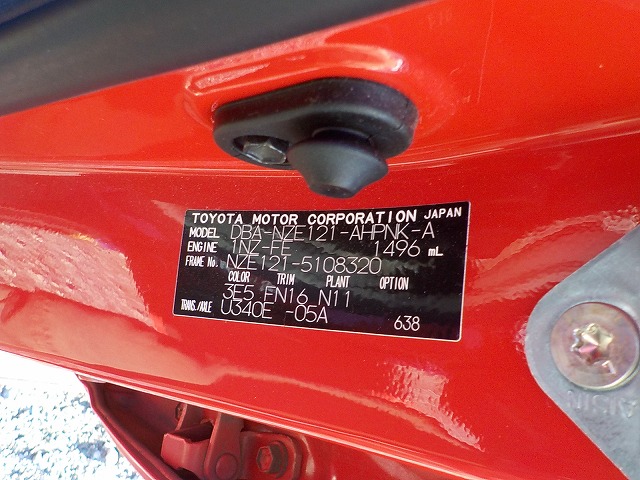 TOYOTA MOTOR CORPORATION JAPAN
MODEL DBA-NZE121-AHPNK-A
ENGINE 1NZ-FE 1496 mL
FRAME No. NZE121-5108320
COLOR TRIM PLANT OPTION
3E5 EN16 N11
TRANS./AXLE U340E -05A 638